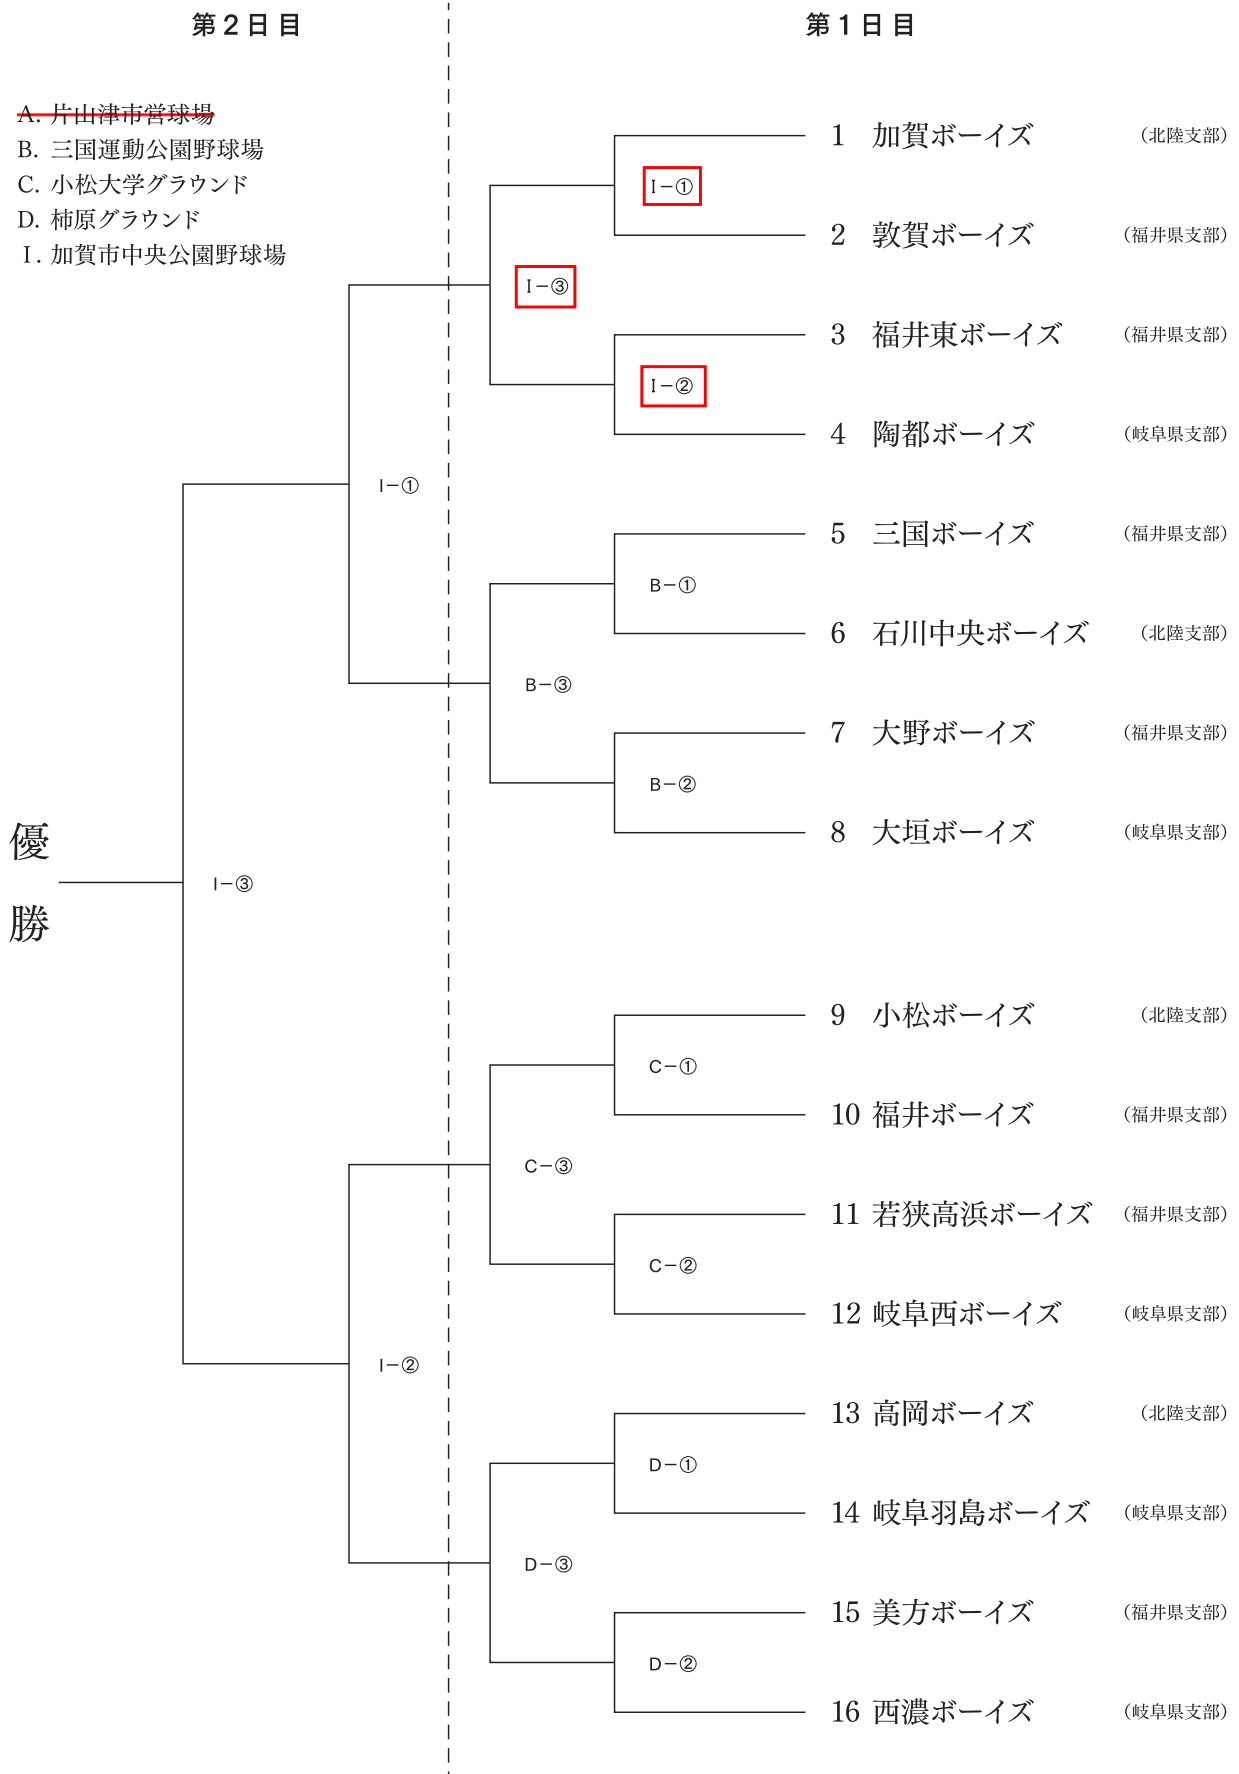 第2日目
第1日目
A. 片山津市営球場
B. 三国運動公園野球場
C. 小松大学グラウンド
D. 柿原グラウンド
I. 加賀市中央公園野球場
1 加賀ボーイズ （北陸支部）
I－①
2 敦賀ボーイズ （福井県支部）
I－③
3 福井東ボーイズ （福井県支部）
I－②
4 陶都ボーイズ （岐阜県支部）
I－①
5 三国ボーイズ （福井県支部）
B－①
6 石川中央ボーイズ （北陸支部）
B－③
7 大野ボーイズ （福井県支部）
B－②
8 大垣ボーイズ （岐阜県支部）
優勝
I－③
9 小松ボーイズ （北陸支部）
C－①
10 福井ボーイズ （福井県支部）
C－③
11 若狭高浜ボーイズ （福井県支部）
C－②
12 岐阜西ボーイズ （岐阜県支部）
I－②
13 高岡ボーイズ （北陸支部）
D－①
14 岐阜羽島ボーイズ （岐阜県支部）
D－③
15 美方ボーイズ （福井県支部）
D－②
16 西濃ボーイズ （岐阜県支部）